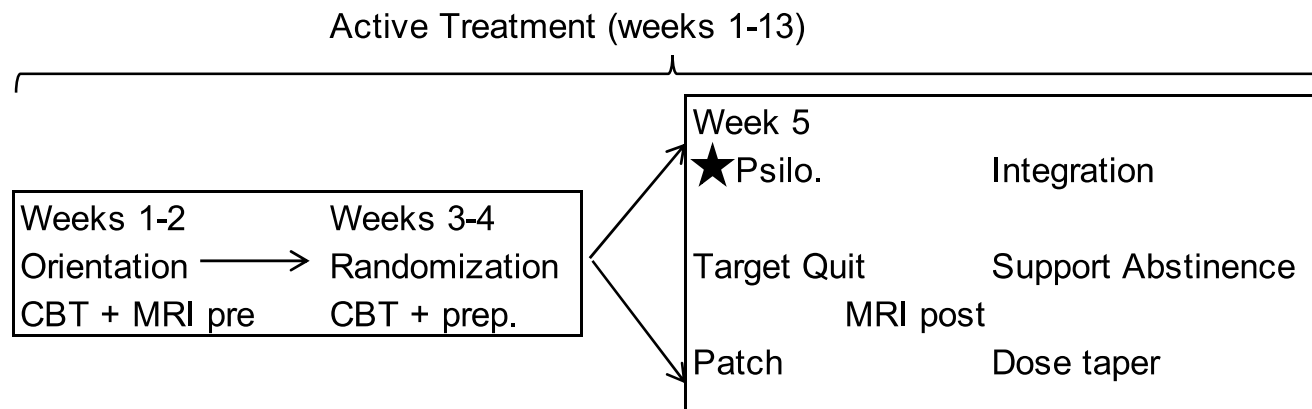 Active Treatment (weeks 1-13)
Weeks 1-2
Orientation
CBT + MRI pre
Weeks 3-4
Randomization
CBT + prep.
Week 5
★Psilo. Integration
Target Quit Support Abstinence
MRI post
Patch Dose taper